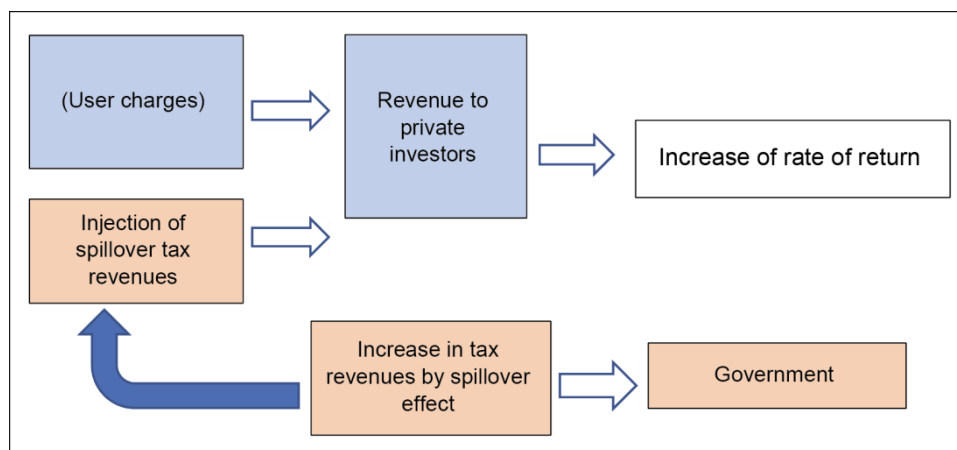 (User charges)
Revenue to
private
investors
Increase of rate of return
Injection of
spillover tax
revenues
Increase in tax
revenues by spillover
effect
Government